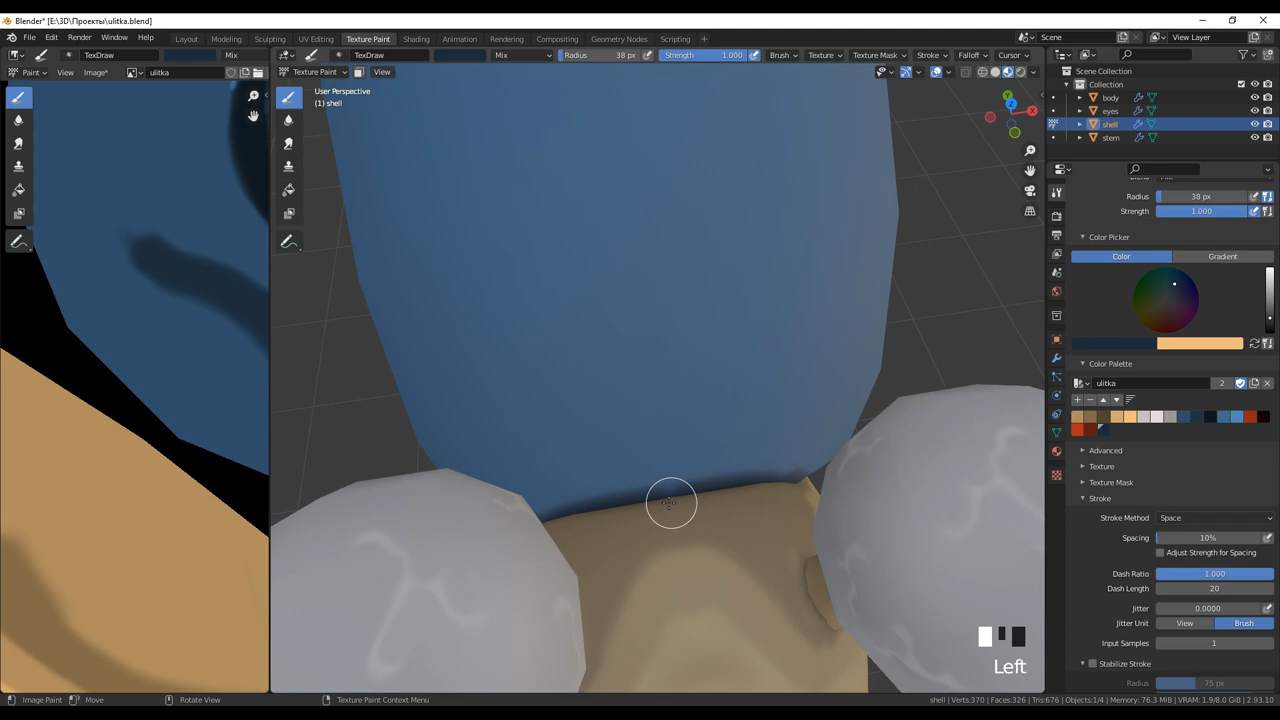 Blender* [E:\3D\Проекты\ulitka.blend]
File Edit Render Window Help Layout Modeling Sculpting UV Editing Texture Paint Shading Animation Rendering Compositing Geometry Nodes Scripting + Scene View Layer
TexDraw Mix TexDraw Mix Radius 38 px Strength 1.000 Brush Texture Texture Mask Stroke Falloff Cursor
Paint View Image* ulitka Texture Paint View
Scene Collection
Collection
body
eyes
shell
stem
User Perspective
(1) shell
Y
Z
X
Radius 38 px
Strength 1.000
Color Picker
Color Gradient
Color Palette
ulitka 2
Advanced
Texture
Texture Mask
Stroke
Stroke Method Space
Spacing 10%
Adjust Strength for Spacing
Dash Ratio 1.000
Dash Length 20
Jitter 0.0000
Jitter Unit View Brush
Input Samples 1
Stabilize Stroke
Radius 75 px
Left
Image Paint Move Rotate View Texture Paint Context Menu shell | Verts:370 | Faces:326 | Tris:676 | Objects:1/4 | Memory: 76.3 MiB | VRAM: 1.9/8.0 GiB | 2.93.10